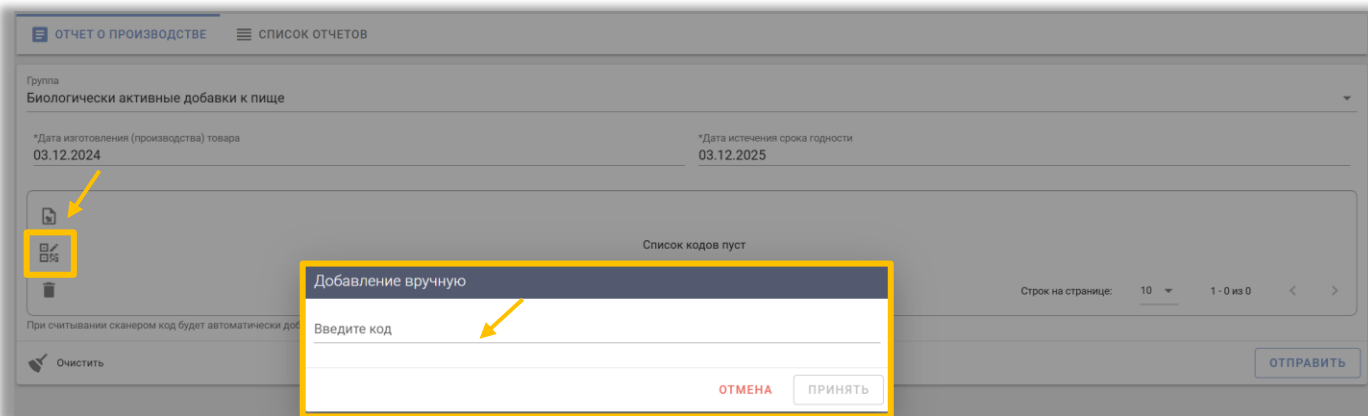 ОТЧЕТ О ПРОИЗВОДСТВЕ СПИСОК ОТЧЕТОВ
Группа
Биологически активные добавки к пище
*Дата изготовления (производства) товара *Дата истечения срока годности
03.12.2024 03.12.2025
Список кодов пуст
Добавление вручную
Строк на странице: 10 1 - 0 из 0
При считывании сканером код будет автоматически доб
Введите код
Очистить
ОТПРАВИТЬ
ОТМЕНА ПРИНЯТЬ